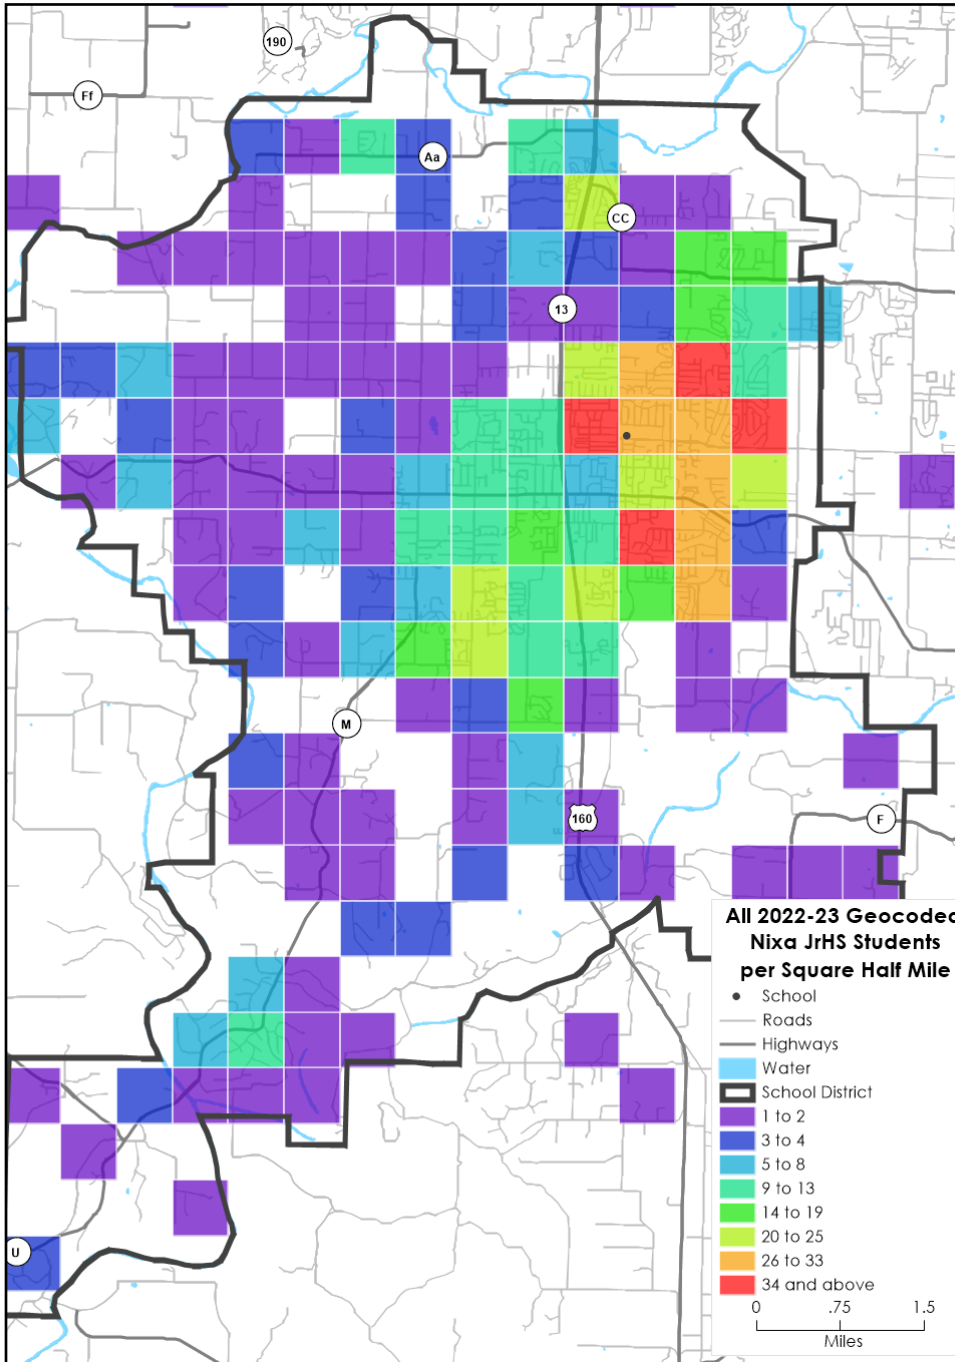 190
Ff
Aa
CC
13
M
160
F
U
All 2022-23 Geocoded
Nixa JrHS Students
per Square Half Mile
School
Roads
Highways
Water
School District
1 to 2
3 to 4
5 to 8
9 to 13
14 to 19
20 to 25
26 to 33
34 and above
0 .75 1.5
Miles